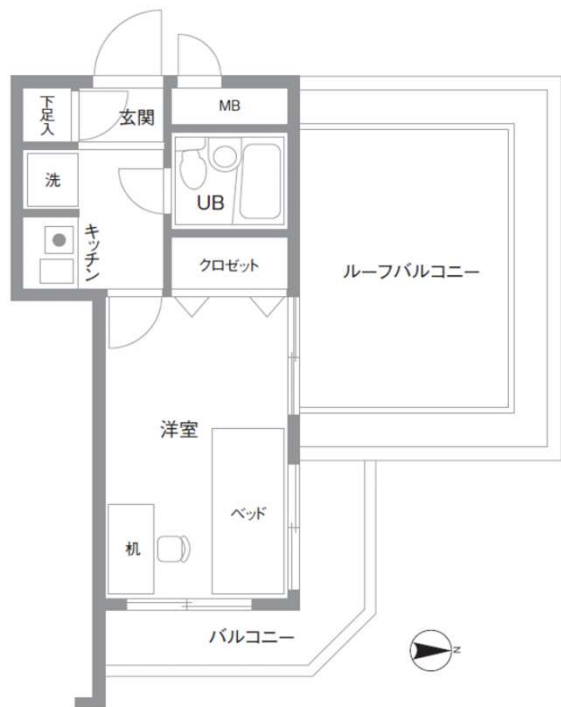 下足入
玄関
MB
洗
UB
キッチン
クロゼット
ルーフバルコニー
洋室
ベッド
机
バルコニー
N